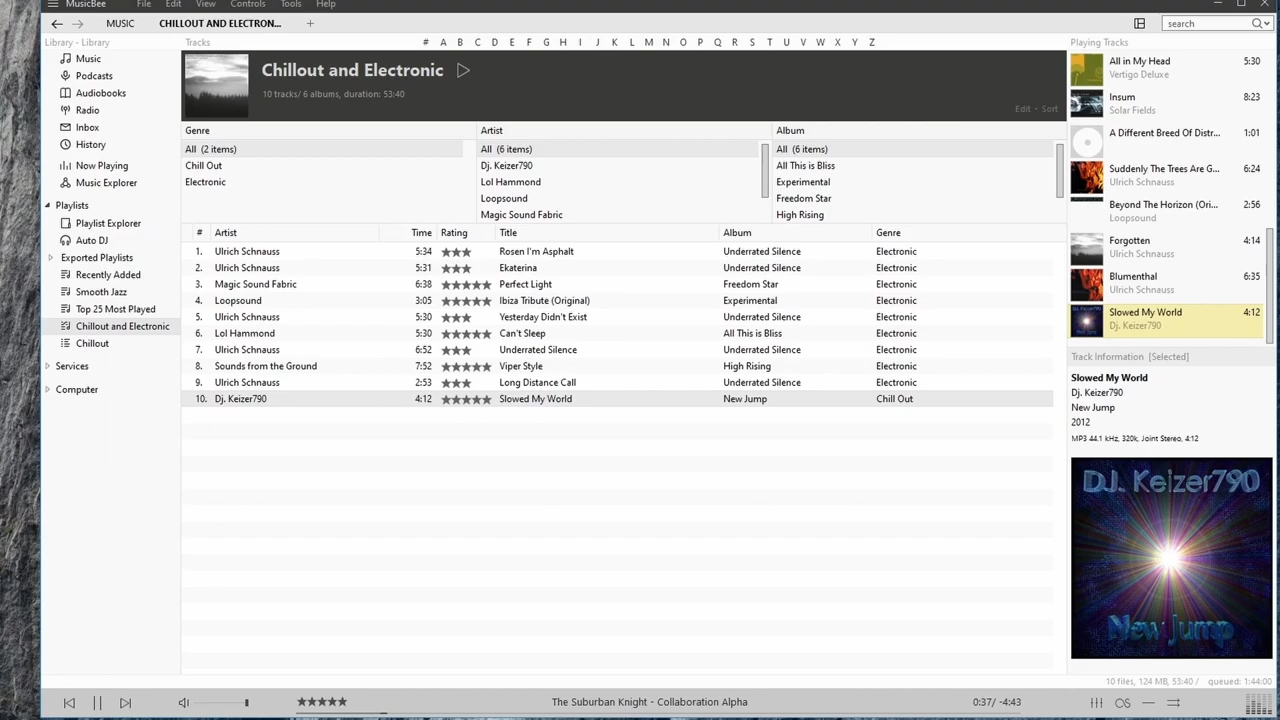 MusicBee File Edit View Controls Tools Help
MUSIC CHILLOUT AND ELECTRON... + search
Library - Library
Music
Podcasts
Audiobooks
Radio
Inbox
History
Now Playing
Music Explorer
Playlists
Playlist Explorer
Auto DJ
Exported Playlists
Recently Added
Smooth Jazz
Top 25 Most Played
Chillout and Electronic
Chillout
Services
Computer
Tracks # A B C D E F G H I J K L M N O P Q R S T U V W X Y Z
Chillout and Electronic
10 tracks/ 6 albums, duration: 53:40
Edit - Sort
Genre Artist Album
All (2 items) All (6 items) All (6 items)
Chill Out Dj. Keizer790 All This is Bliss
Electronic Lol Hammond Experimental
Loopsound Freedom Star
Magic Sound Fabric High Rising
# Artist Time Rating Title Album Genre
1. Ulrich Schnauss 5:34 ★★★ Rosen I'm Asphalt Underrated Silence Electronic
2. Ulrich Schnauss 5:31 ★★★ Ekaterina Underrated Silence Electronic
3. Magic Sound Fabric 6:38 ★★★★★ Perfect Light Freedom Star Electronic
4. Loopsound 3:05 ★★★★★ Ibiza Tribute (Original) Experimental Electronic
5. Ulrich Schnauss 5:30 ★★★ Yesterday Didn't Exist Underrated Silence Electronic
6. Lol Hammond 5:30 ★★★★★ Can't Sleep All This is Bliss Electronic
7. Ulrich Schnauss 6:52 ★★★ Underrated Silence Underrated Silence Electronic
8. Sounds from the Ground 7:52 ★★★★★ Viper Style High Rising Electronic
9. Ulrich Schnauss 2:53 ★★★ Long Distance Call Underrated Silence Electronic
10. Dj. Keizer790 4:12 ★★★★★ Slowed My World New Jump Chill Out
Playing Tracks
All in My Head 5:30
Vertigo Deluxe
Insum 8:23
Solar Fields
A Different Breed Of Distr... 1:01
Suddenly The Trees Are G... 6:24
Ulrich Schnauss
Beyond The Horizon (Ori... 2:56
Loopsound
Forgotten 4:14
Ulrich Schnauss
Blumenthal 6:35
Ulrich Schnauss
Slowed My World 4:12
Dj. Keizer790
Track Information [Selected]
Slowed My World
Dj. Keizer790
New Jump
2012
MP3 44.1 kHz, 320k, Joint Stereo, 4:12
DJ. Keizer790
New Jump
10 files, 124 MB, 53:40 / queued: 1:44:00
★★★★★ The Suburban Knight - Collaboration Alpha 0:37/ -4:43